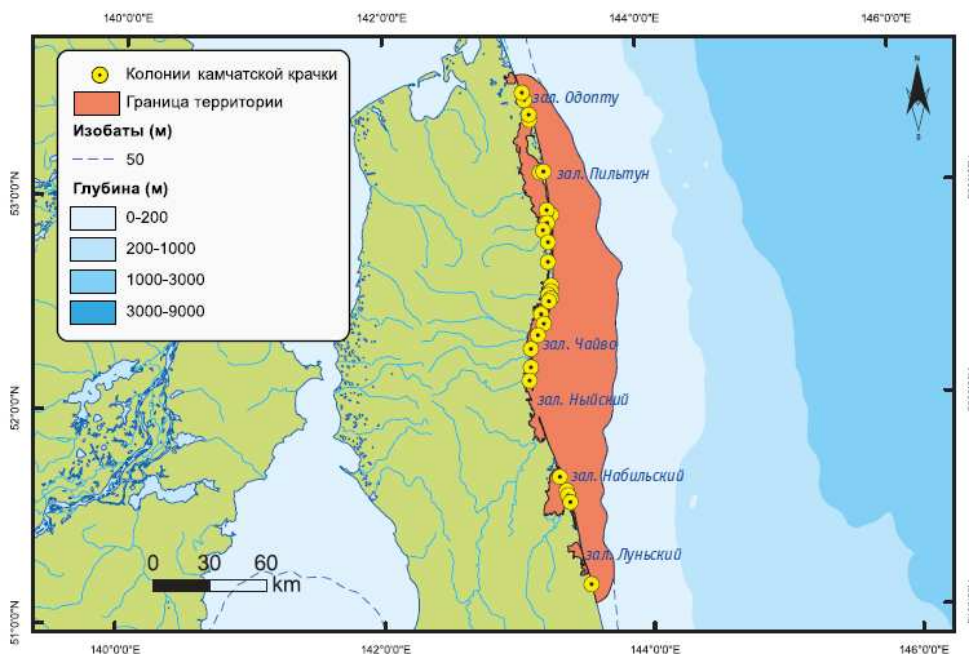 140°0'0"E 142°0'0"E 144°0'0"E 146°0'0"E
Колонии камчатской крачки
Граница территории
Изобаты (м)
50
Глубина (м)
0-200
200-1000
1000-3000
3000-9000
N
S
зал. Одопту
зал. Пильтун
зал. Чайво
зал. Ныйский
зал. Набильский
зал. Луньский
53°0'0"N
52°0'0"N
51°0'0"N
0 30 60
km
140°0'0"E 142°0'0"E 144°0'0"E 146°0'0"E